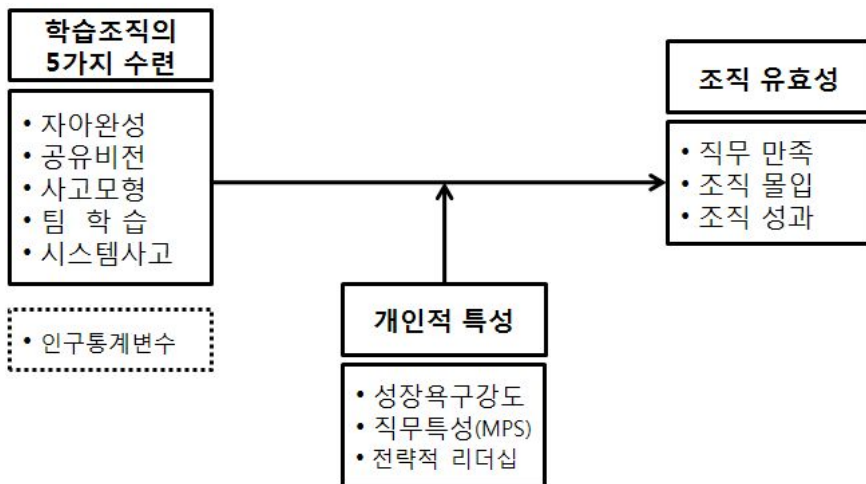 학습조직의
5가지 수련
• 자아완성
• 공유비전
• 사고모형
• 팀 학 습
• 시스템사고
• 인구통계변수
조직 유효성
• 직무 만족
• 조직 몰입
• 조직 성과
개인적 특성
• 성장욕구강도
• 직무특성(MPS)
• 전략적 리더십